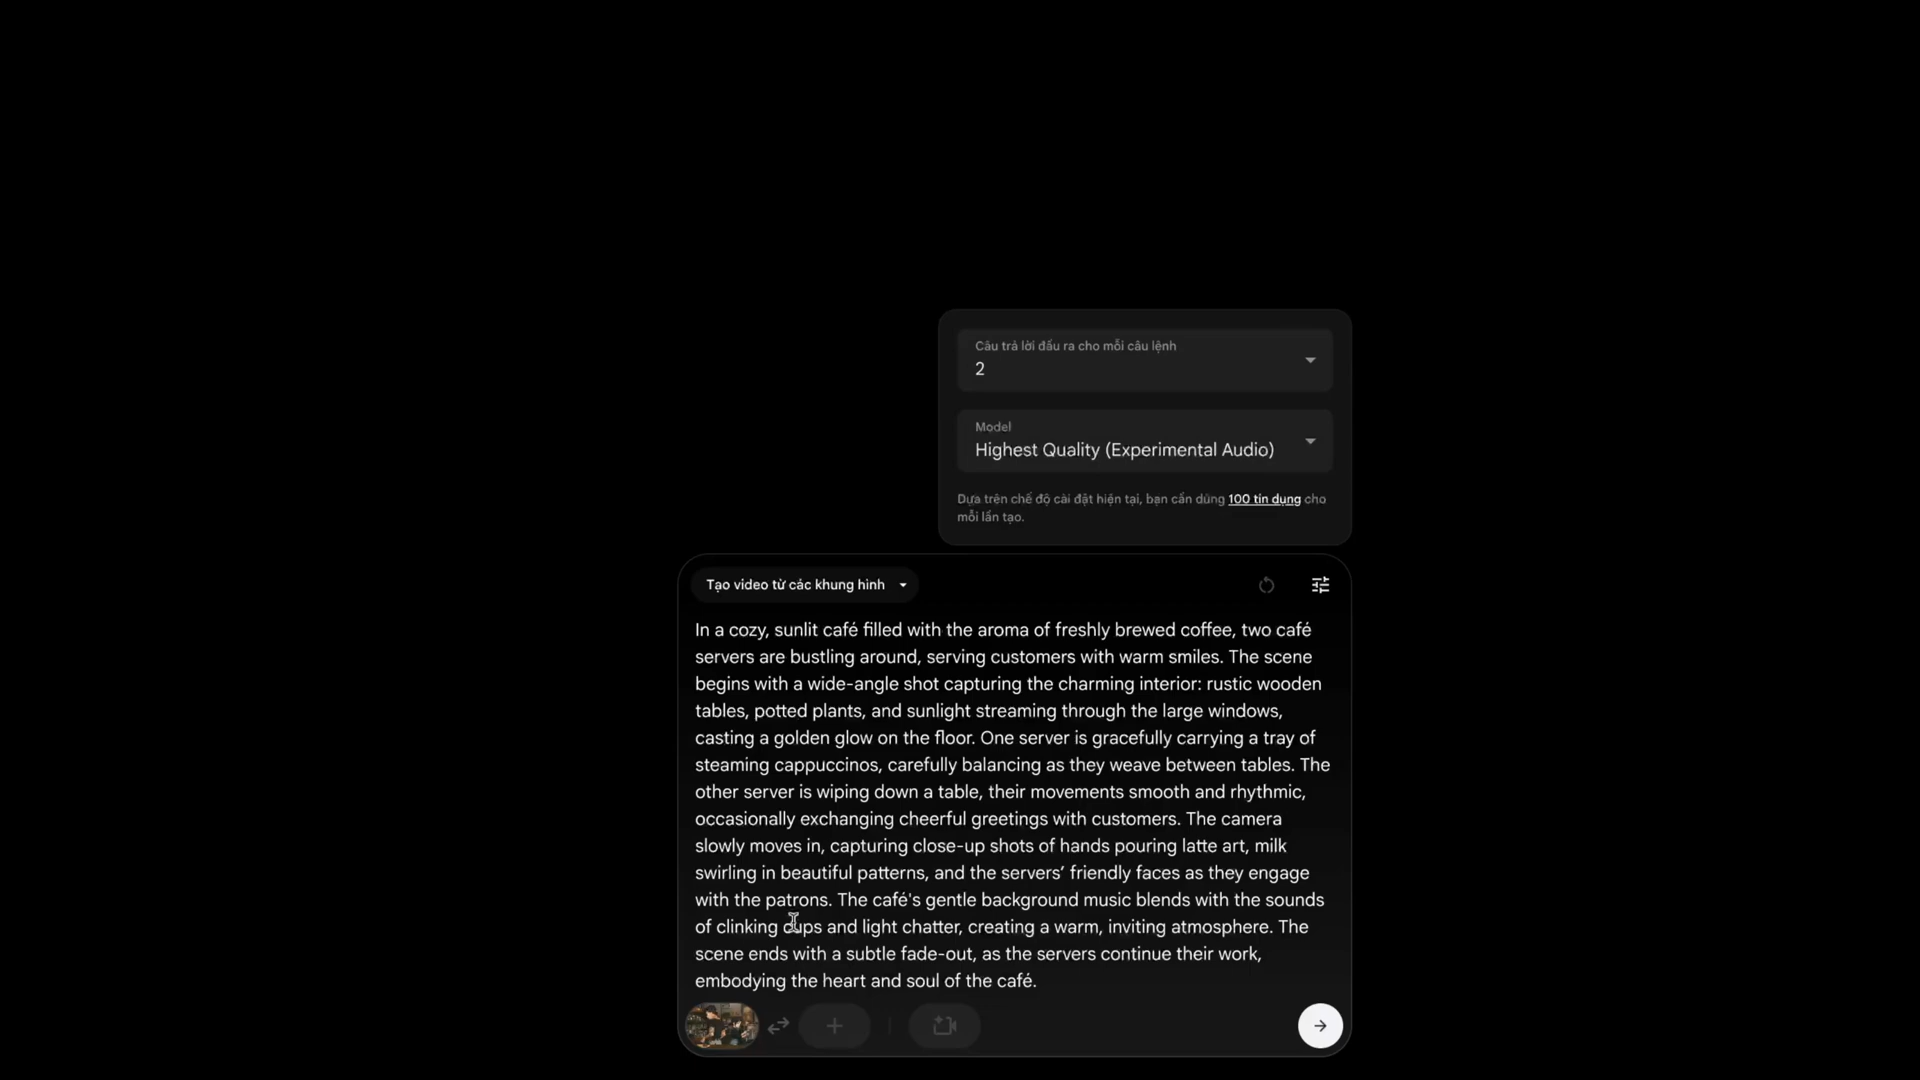 Câu trả lời đầu ra cho mỗi câu lệnh
2
Model
Highest Quality (Experimental Audio)
Dựa trên chế độ cài đặt hiện tại, bạn cần dùng 100 tín dụng cho
mỗi lần tạo.
Tạo video từ các khung hình
In a cozy, sunlit café filled with the aroma of freshly brewed coffee, two café
servers are bustling around, serving customers with warm smiles. The scene
begins with a wide-angle shot capturing the charming interior: rustic wooden
tables, potted plants, and sunlight streaming through the large windows,
casting a golden glow on the floor. One server is gracefully carrying a tray of
steaming cappuccinos, carefully balancing as they weave between tables. The
other server is wiping down a table, their movements smooth and rhythmic,
occasionally exchanging cheerful greetings with customers. The camera
slowly moves in, capturing close-up shots of hands pouring latte art, milk
swirling in beautiful patterns, and the servers’ friendly faces as they engage
with the patrons. The café's gentle background music blends with the sounds
of clinking cups and light chatter, creating a warm, inviting atmosphere. The
scene ends with a subtle fade-out, as the servers continue their work,
embodying the heart and soul of the café.